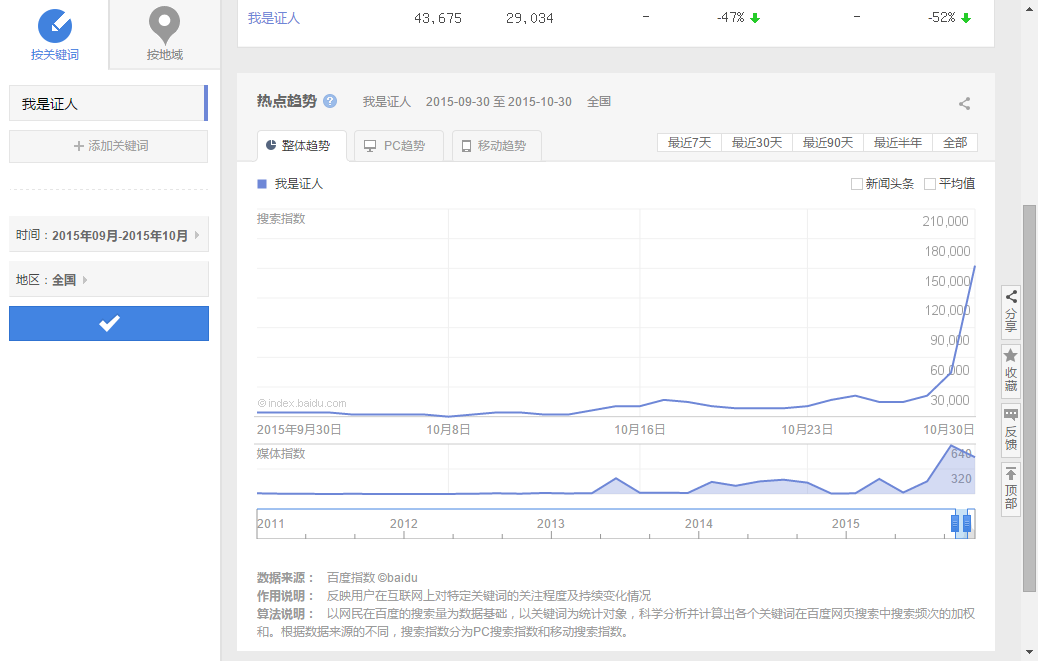 按关键词
按地域
我是证人
+ 添加关键词
时间：2015年09月-2015年10月
地区：全国
我是证人 43,675 29,034 - -47% - -52%
热点趋势 ? 我是证人 2015-09-30 至 2015-10-30 全国
整体趋势 PC趋势 移动趋势
最近7天 最近30天 最近90天 最近半年 全部
我是证人
新闻头条 平均值
搜索指数
210,000
180,000
150,000
120,000
90,000
60,000
30,000
© index.baidu.com
2015年9月30日 10月8日 10月16日 10月23日 10月30日
媒体指数
640
320
2011 2012 2013 2014 2015
数据来源： 百度指数 ©baidu
作用说明： 反映用户在互联网上对特定关键词的关注程度及持续变化情况
算法说明： 以网民在百度的搜索量为数据基础，以关键词为统计对象，科学分析并计算出各个关键词在百度网页搜索中搜索频次的加权
和。根据数据来源的不同，搜索指数分为PC搜索指数和移动搜索指数。
分享
收藏
反馈
顶部